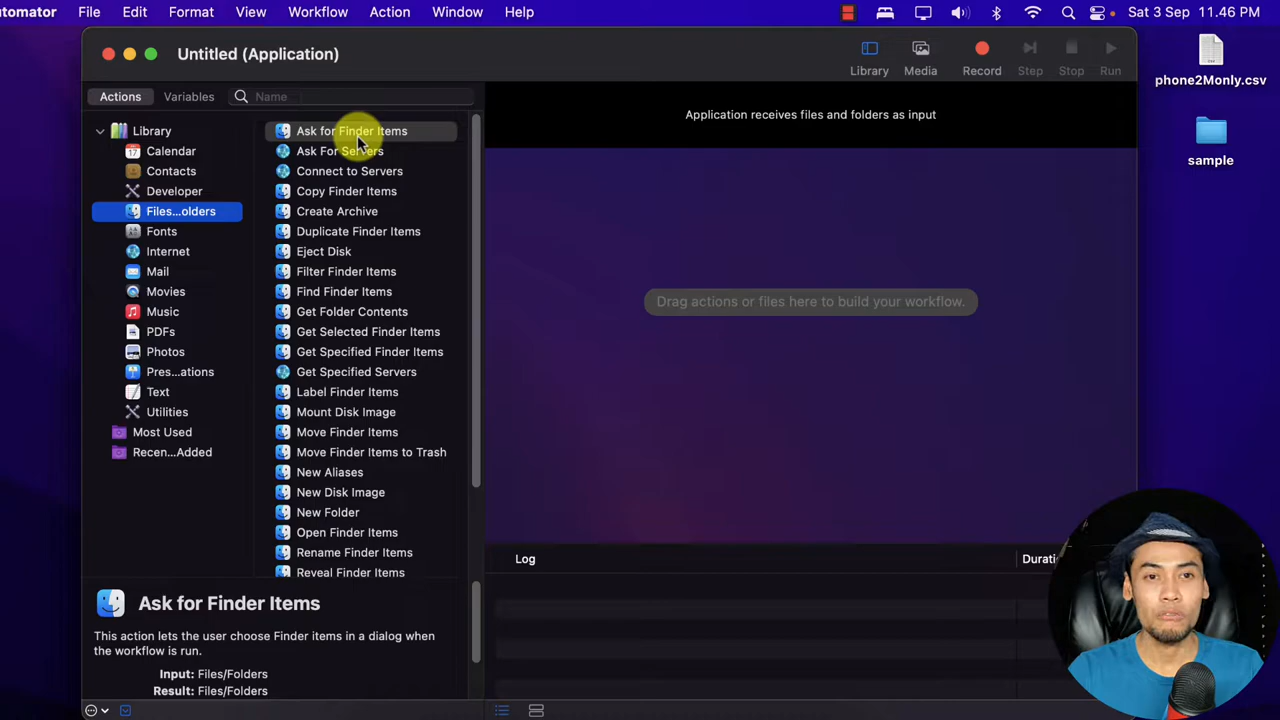 utomator File Edit Format View Workflow Action Window Help Sat 3 Sep 11.46 PM
Untitled (Application)
Library Media Record Step Stop Run
phone2Monly.csv
sample
Actions Variables Name
Application receives files and folders as input
Library
Calendar
Contacts
Developer
Files...olders
Fonts
Internet
Mail
Movies
Music
PDFs
Photos
Pres...ations
Text
Utilities
Most Used
Recen...Added
Ask for Finder Items
Ask For Servers
Connect to Servers
Copy Finder Items
Create Archive
Duplicate Finder Items
Eject Disk
Filter Finder Items
Find Finder Items
Get Folder Contents
Get Selected Finder Items
Get Specified Finder Items
Get Specified Servers
Label Finder Items
Mount Disk Image
Move Finder Items
Move Finder Items to Trash
New Aliases
New Disk Image
New Folder
Open Finder Items
Rename Finder Items
Reveal Finder Items
Drag actions or files here to build your workflow.
Log Durati
Ask for Finder Items
This action lets the user choose Finder items in a dialog when
the workflow is run.
Input: Files/Folders
Result: Files/Folders